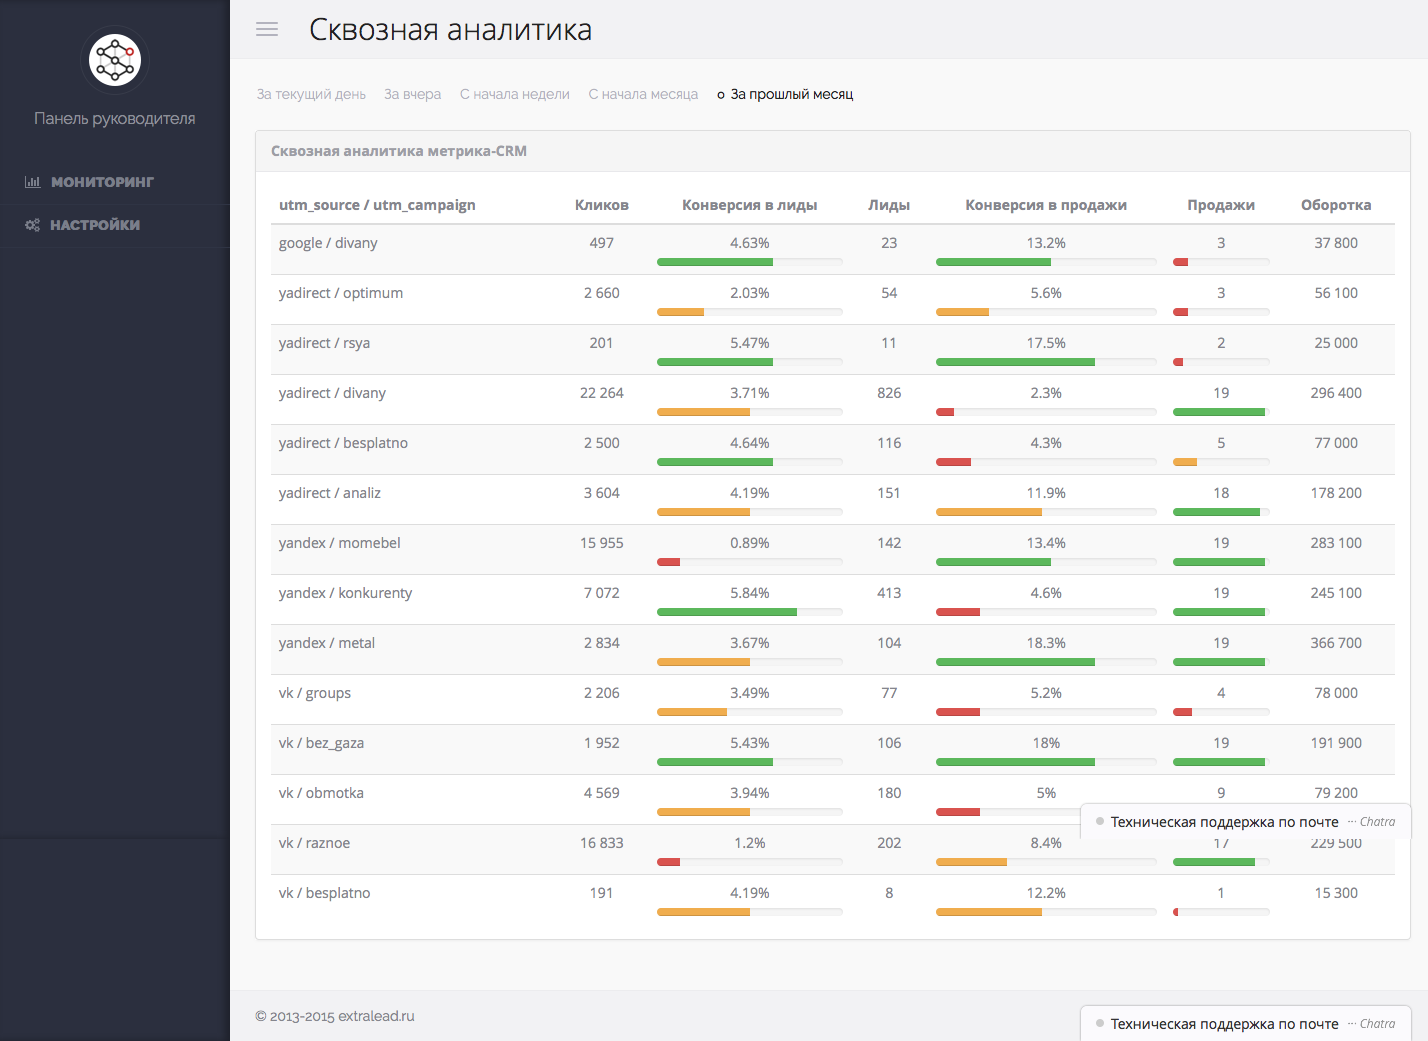 Сквозная аналитика
Панель руководителя
МОНИТОРИНГ
НАСТРОЙКИ
За текущий день За вчера С начала недели С начала месяца За прошлый месяц
Сквозная аналитика метрика-CRM
utm_source / utm_campaign Кликов Конверсия в лиды Лиды Конверсия в продажи Продажи Оборотка
google / divany 497 4.63% 23 13.2% 3 37 800
yadirect / optimum 2 660 2.03% 54 5.6% 3 56 100
yadirect / rsya 201 5.47% 11 17.5% 2 25 000
yadirect / divany 22 264 3.71% 826 2.3% 19 296 400
yadirect / besplatno 2 500 4.64% 116 4.3% 5 77 000
yadirect / analiz 3 604 4.19% 151 11.9% 18 178 200
yandex / momebel 15 955 0.89% 142 13.4% 19 283 100
yandex / konkurenty 7 072 5.84% 413 4.6% 19 245 100
yandex / metal 2 834 3.67% 104 18.3% 19 366 700
vk / groups 2 206 3.49% 77 5.2% 4 78 000
vk / bez_gaza 1 952 5.43% 106 18% 19 191 900
vk / obmotka 4 569 3.94% 180 5% 9 79 200
Техническая поддержка по почте ··· Chatra
vk / raznoe 16 833 1.2% 202 8.4% 17 229 500
vk / besplatno 191 4.19% 8 12.2% 1 15 300
© 2013-2015 extralead.ru
Техническая поддержка по почте ··· Chatra